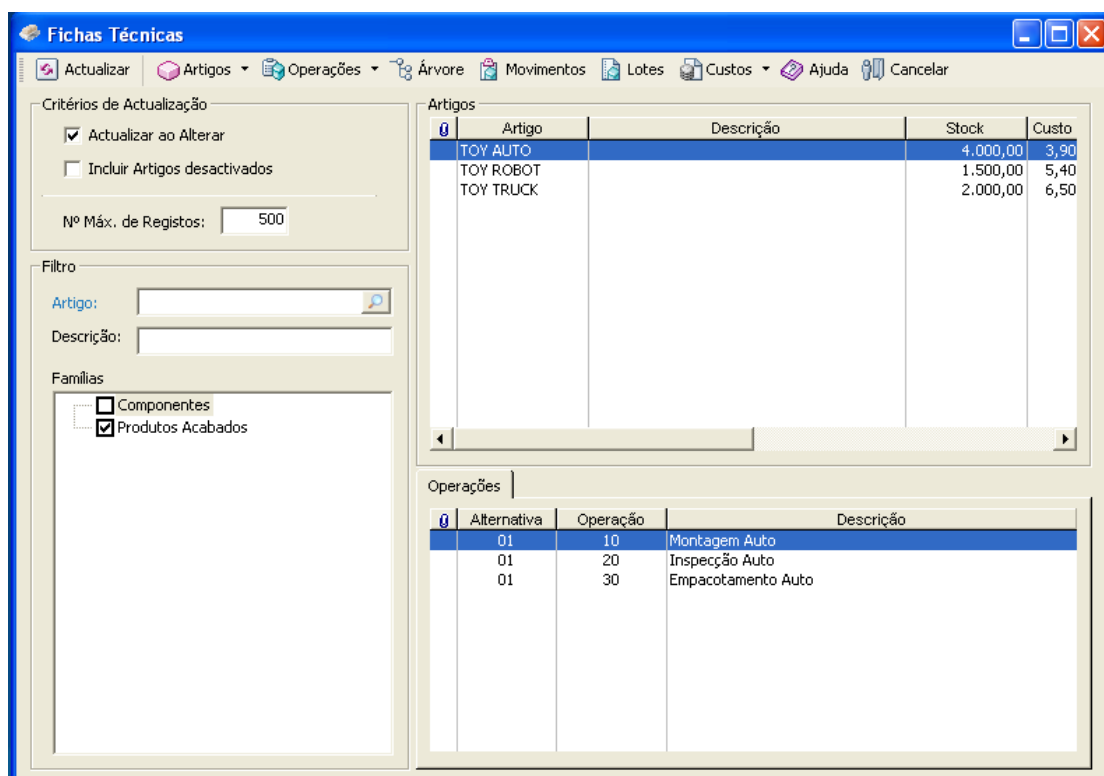 Fichas Técnicas
Actualizar Artigos Operações Árvore Movimentos Lotes Custos Ajuda Cancelar
Critérios de Actualização
Actualizar ao Alterar
Incluir Artigos desactivados
Nº Máx. de Registos: 500
Filtro
Artigo:
Descrição:
Famílias
Componentes
Produtos Acabados
Artigos
Artigo Descrição Stock Custo
TOY AUTO 4.000,00 3,90
TOY ROBOT 1.500,00 5,40
TOY TRUCK 2.000,00 6,50
Operações
Alternativa Operação Descrição
01 10 Montagem Auto
01 20 Inspecção Auto
01 30 Empacotamento Auto